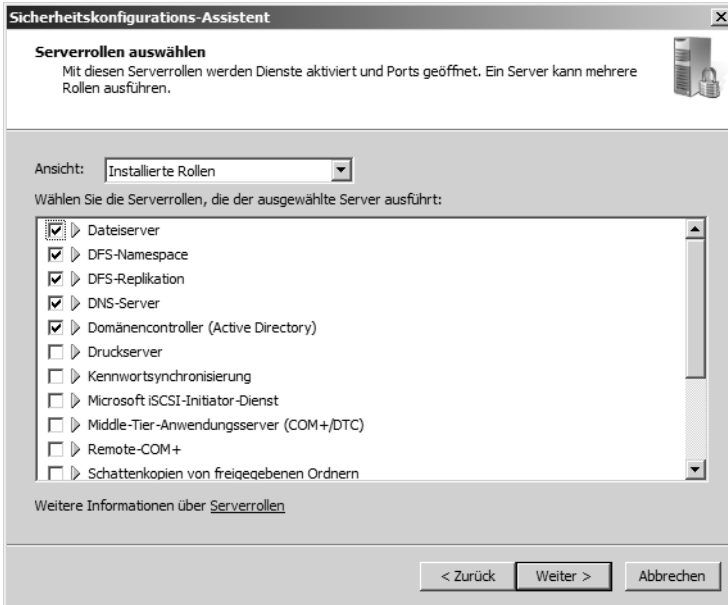 Sicherheitskonfigurations-Assistent
Serverrollen auswählen
Mit diesen Serverrollen werden Dienste aktiviert und Ports geöffnet. Ein Server kann mehrere
Rollen ausführen.
Ansicht: Installierte Rollen
Wählen Sie die Serverrollen, die der ausgewählte Server ausführt:
Dateiserver
DFS-Namespace
DFS-Replikation
DNS-Server
Domänencontroller (Active Directory)
Druckserver
Kennwortsynchronisierung
Microsoft iSCSI-Initiator-Dienst
Middle-Tier-Anwendungsserver (COM+/DTC)
Remote-COM+
Schattenkopien von freigegebenen Ordnern
Weitere Informationen über Serverrollen
< Zurück Weiter > Abbrechen